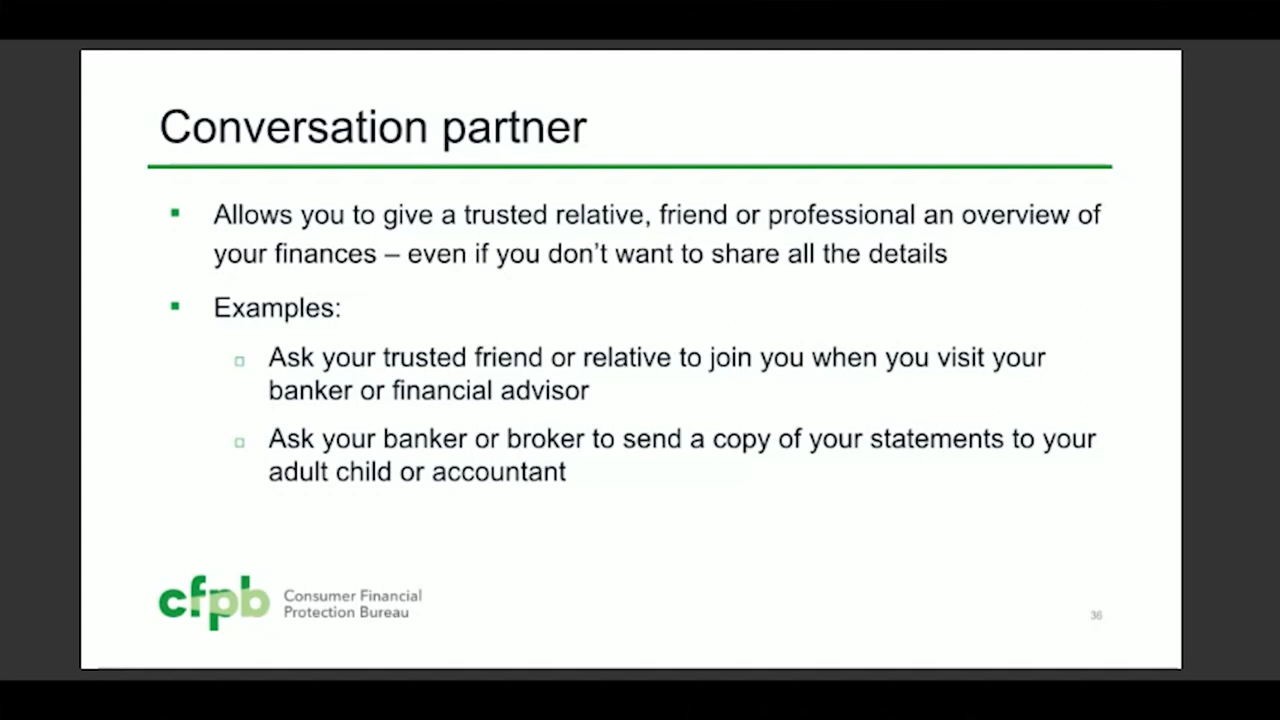 Conversation partner
Allows you to give a trusted relative, friend or professional an overview of
your finances – even if you don’t want to share all the details
Examples:
Ask your trusted friend or relative to join you when you visit your
banker or financial advisor
Ask your banker or broker to send a copy of your statements to your
adult child or accountant
cfpb
Consumer Financial
Protection Bureau
36